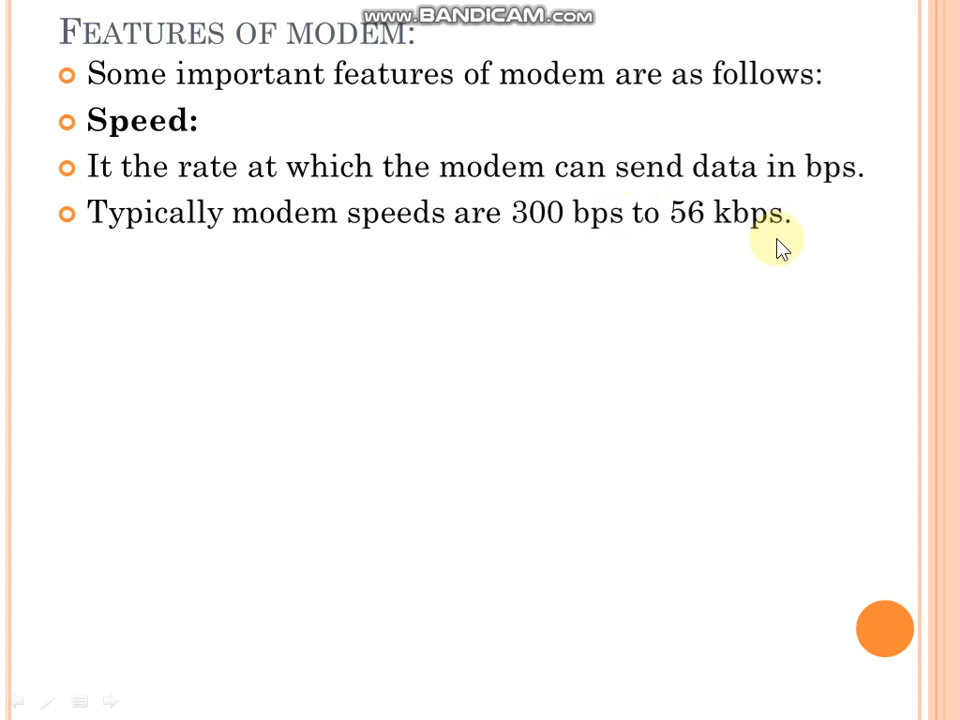 www.BANDICAM.com
FEATURES OF MODEM:
Some important features of modem are as follows:
Speed:
It the rate at which the modem can send data in bps.
Typically modem speeds are 300 bps to 56 kbps.